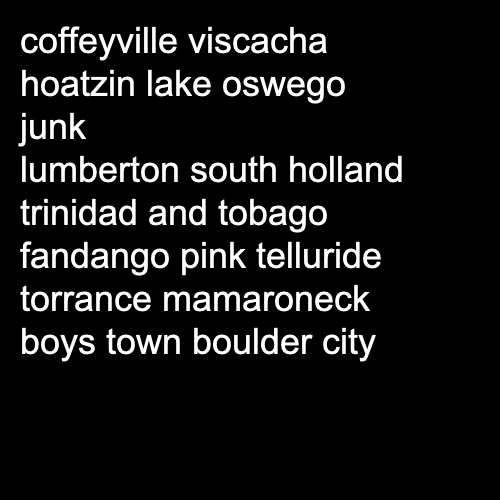 coffeyville viscacha
hoatzin lake oswego
junk
lumberton south holland
trinidad and tobago
fandango pink telluride
torrance mamaroneck
boys town boulder city